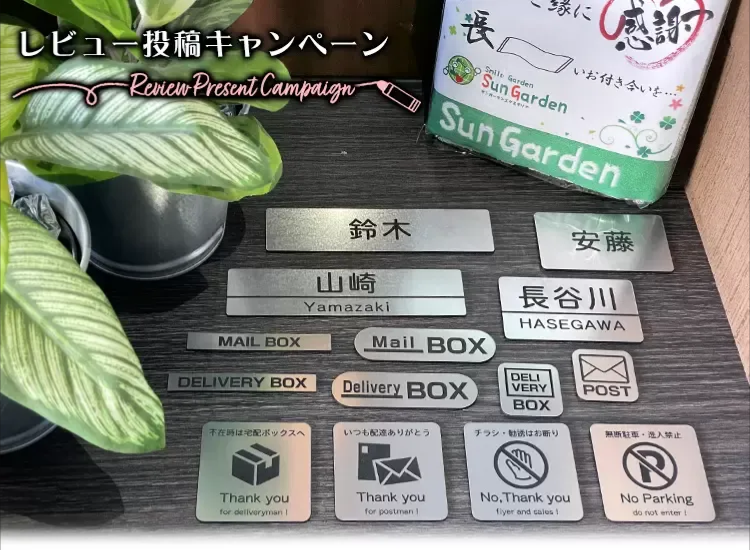 レビュー投稿キャンペーン
Review Present Campaign
ご縁に
感謝
長
いお付き合いを…
Smile Garden
Sun Garden
Sun Garden
鈴木
安藤
山崎
Yamazaki
長谷川
HASEGAWA
MAIL BOX
Mail BOX
DELIVERY BOX
Delivery BOX
DELI
VERY
BOX
POST
不在時は宅配ボックスへ
Thank you
for deliveryman !
いつも配達ありがとう
Thank you
for postman !
チラシ・勧誘はお断り
No,Thank you
flyer and sales !
無断駐車・進入禁止
P
No Parking
do not enter !